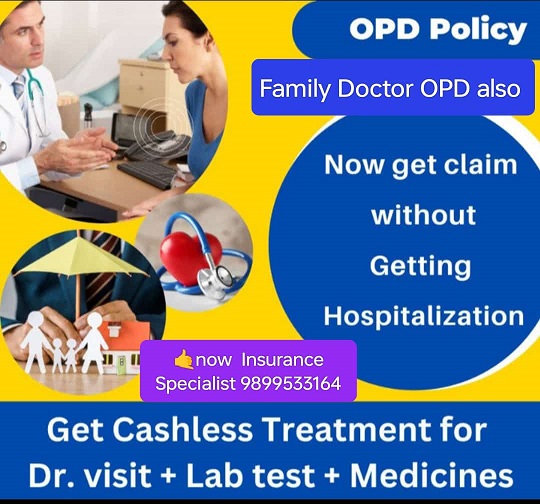 OPD Policy
Family Doctor OPD also
Now get claim
without
Getting
Hospitalization
🤙now Insurance
Specialist 9899533164
Get Cashless Treatment for
Dr. visit + Lab test + Medicines